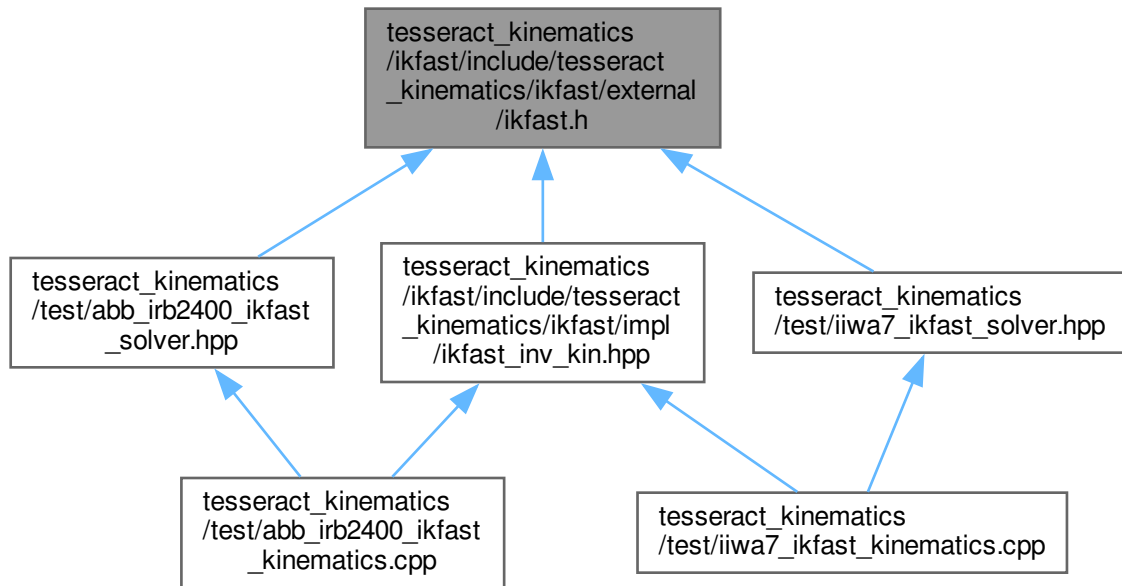 tesseract_kinematics
/ikfast/include/tesseract
_kinematics/ikfast/external
/ikfast.h
tesseract_kinematics
/test/abb_irb2400_ikfast
_solver.hpp
tesseract_kinematics
/ikfast/include/tesseract
_kinematics/ikfast/impl
/ikfast_inv_kin.hpp
tesseract_kinematics
/test/iiwa7_ikfast_solver.hpp
tesseract_kinematics
/test/abb_irb2400_ikfast
_kinematics.cpp
tesseract_kinematics
/test/iiwa7_ikfast_kinematics.cpp